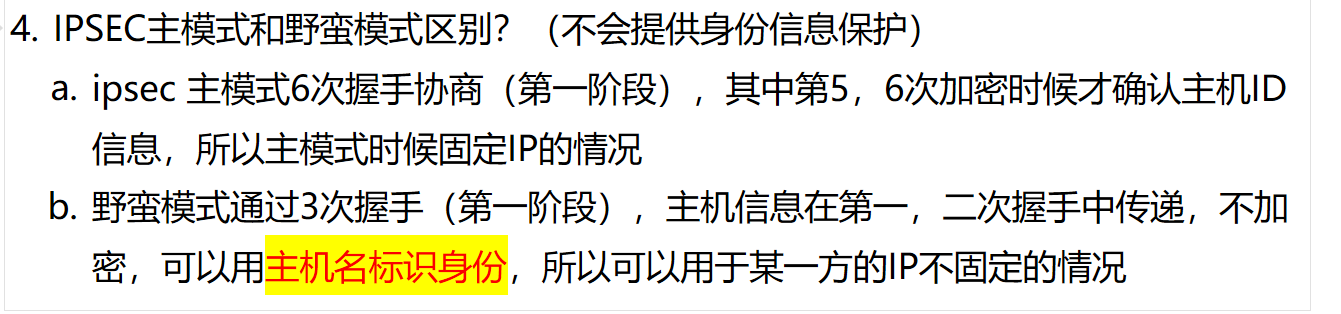 4. IPSEC主模式和野蛮模式区别？（不会提供身份信息保护）
a. ipsec 主模式6次握手协商（第一阶段），其中第5，6次加密时候才确认主机ID
信息，所以主模式时候固定IP的情况
b. 野蛮模式通过3次握手（第一阶段），主机信息在第一，二次握手中传递，不加
密，可以用主机名标识身份，所以可以用于某一方的IP不固定的情况